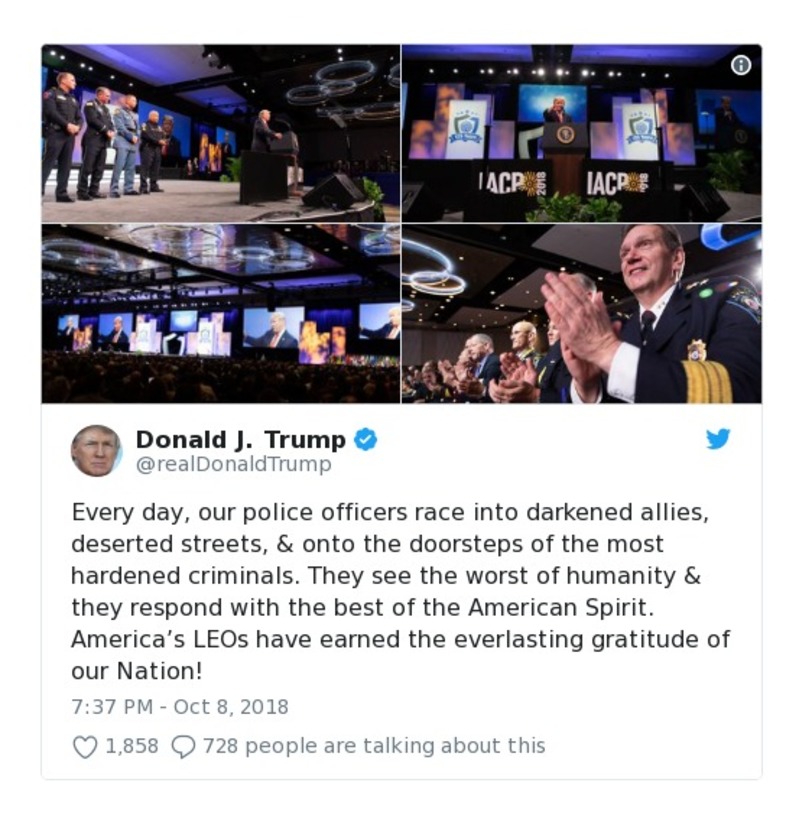 IACP 2018 IACP 2018
Donald J. Trump
@realDonaldTrump
Every day, our police officers race into darkened allies,
deserted streets, & onto the doorsteps of the most
hardened criminals. They see the worst of humanity &
they respond with the best of the American Spirit.
America’s LEOs have earned the everlasting gratitude of
our Nation!
7:37 PM - Oct 8, 2018
1,858 728 people are talking about this